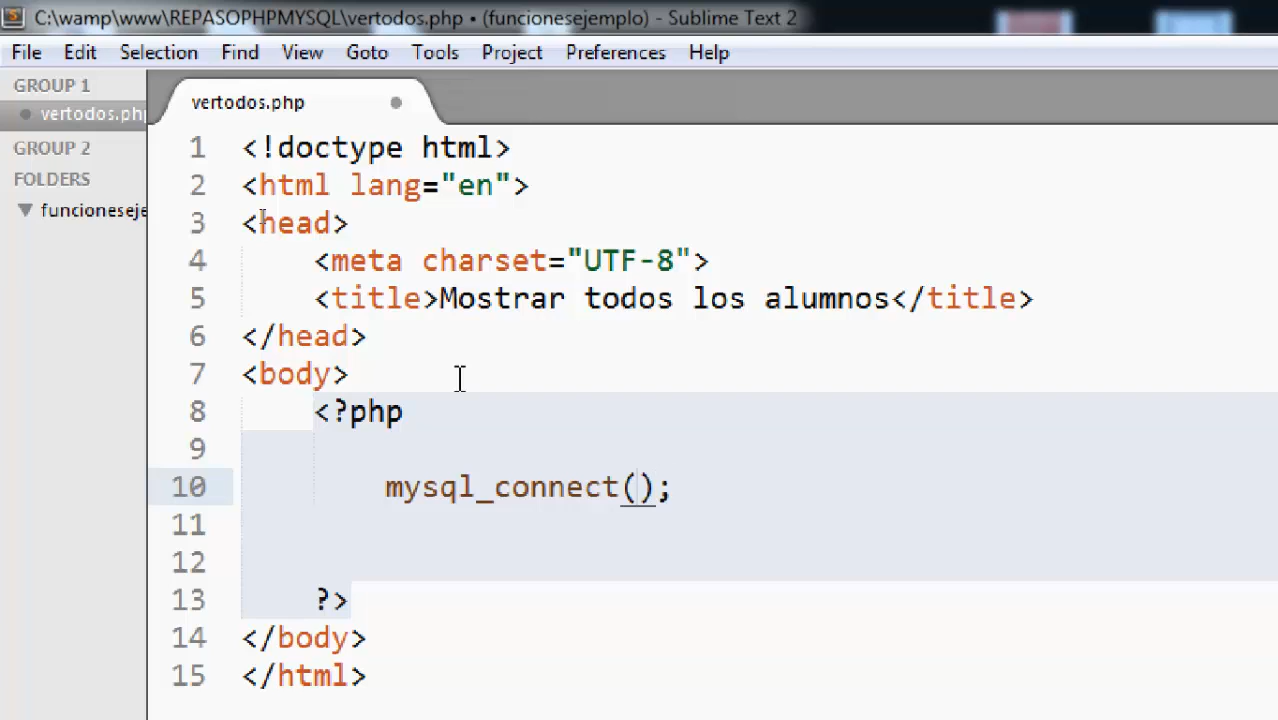 C:\wamp\www\REPASOPHPMYSQL\vertodos.php • (funcionesejemplo) - Sublime Text 2
File Edit Selection Find View Goto Tools Project Preferences Help
GROUP 1
vertodos.php
GROUP 2
FOLDERS
funcioneseje
vertodos.php
1 <!doctype html>
2 <html lang="en">
3 <head>
4 <meta charset="UTF-8">
5 <title>Mostrar todos los alumnos</title>
6 </head>
7 <body>
8 <?php
9
10 mysql_connect();
11
12
13 ?>
14 </body>
15 </html>